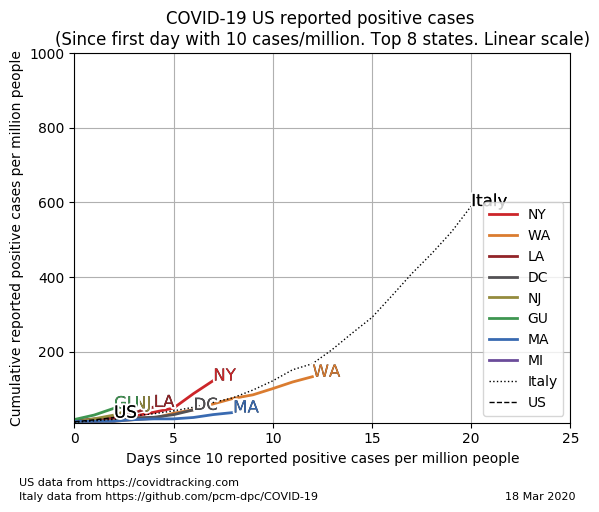 COVID-19 US reported positive cases
(Since first day with 10 cases/million. Top 8 states. Linear scale)
Cumulative reported positive cases per million people
1000
800
600
400
200
Italy
NY
WA
LA
DC
NJ
GU
MA
MI
Italy
US
NY
WA
GU
NJ
LA
DC
MA
US
0
5
10
15
20
25
Days since 10 reported positive cases per million people
US data from https://covidtracking.com
Italy data from https://github.com/pcm-dpc/COVID-19
18 Mar 2020